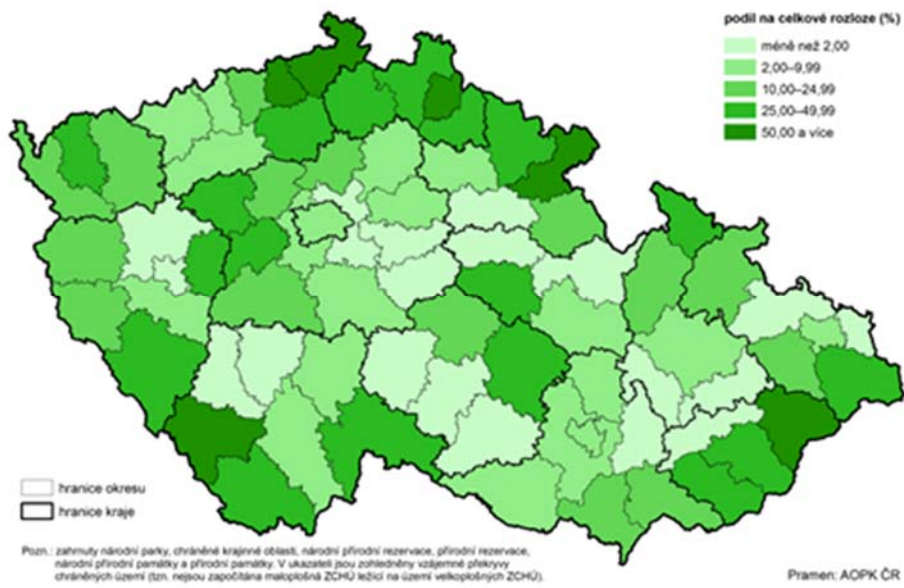 podíl na celkové rozloze (%)
méně než 2,00
2,00–9,99
10,00–24,99
25,00–49,99
50,00 a více
hranice okresu
hranice kraje
Pozn.: zahrnuty národní parky, chráněné krajinné oblasti, národní přírodní rezervace, přírodní rezervace,
národní přírodní památky a přírodní památky. V ukazateli jsou zohledněny vzájemné překryvy
chráněných území (tzn. nejsou započítána maloplošná ZCHÚ ležící na území velkoplošných ZCHÚ).
Pramen: AOPK ČR